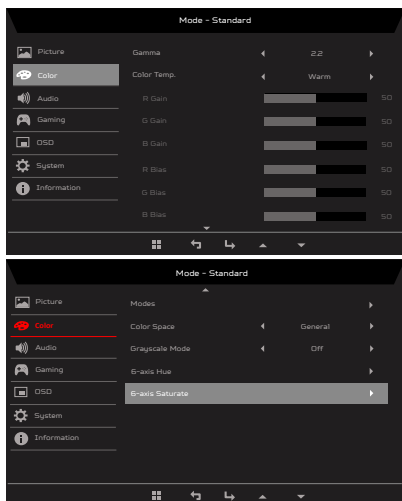 Mode - Standard
Picture
Gamma 2.2
Color
Color Temp. Warm
Audio
R Gain 50
Gaming
G Gain 50
OSD
B Gain 50
System
R Bias 50
Information
G Bias 50
B Bias 50
Mode - Standard
Picture
Modes
Color
Color Space General
Audio
Grayscale Mode Off
Gaming
6-axis Hue
OSD
6-axis Saturate
System
Information